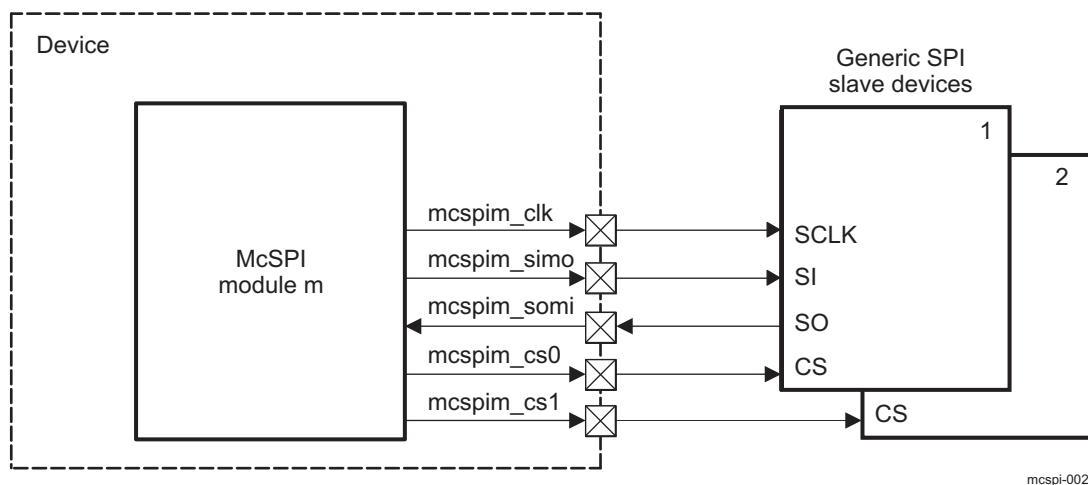 Device
Generic SPI
slave devices
1
2
mcspim_clk
SCLK
McSPI
module m
mcspim_simo
SI
mcspim_somi
SO
mcspim_cs0
CS
mcspim_cs1
CS
mcspi-002